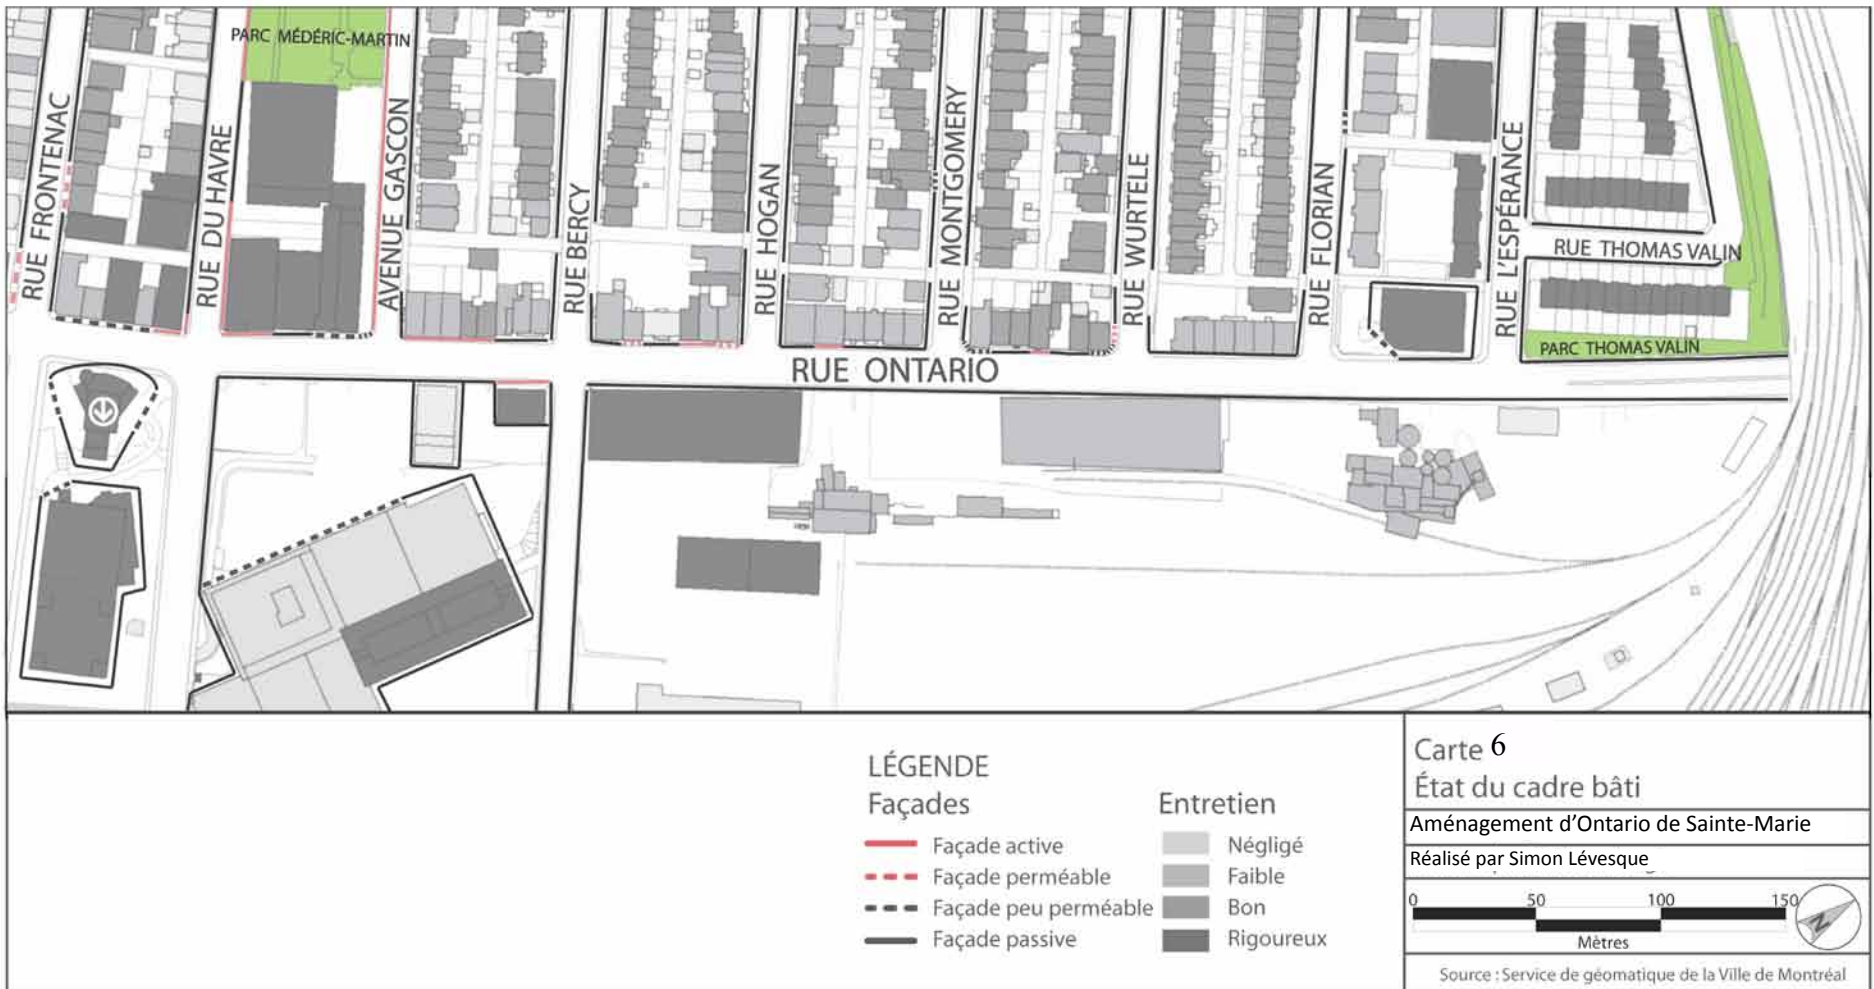 PARC MÉDÉRIC-MARTIN
RUE FRONTENAC
RUE DU HAVRE
AVENUE GASCON
RUE BERCY
RUE HOGAN
RUE MONTGOMERY
RUE WURTELE
RUE FLORIAN
RUE L'ESPÉRANCE
RUE THOMAS VALIN
PARC THOMAS VALIN
RUE ONTARIO
LÉGENDE
Façades
Façade active
Façade perméable
Façade peu perméable
Façade passive
Entretien
Négligé
Faible
Bon
Rigoureux
Carte 6
État du cadre bâti
Aménagement d'Ontario de Sainte-Marie
Réalisé par Simon Lévesque
0 50 100 150
Mètres
N
Source : Service de géomatique de la Ville de Montréal